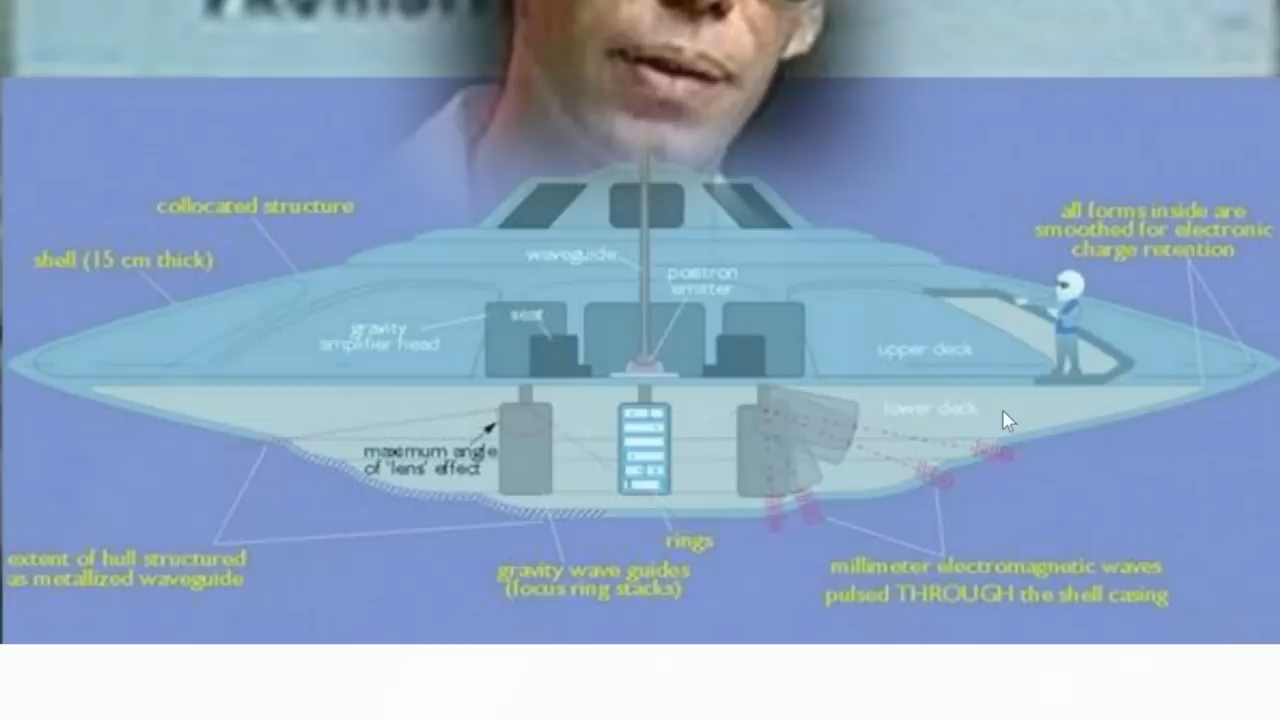 collocated structure
shell (15 cm thick)
all forms inside are
smoothed for electronic
charge retention
waveguide
positron
emitter
seat
gravity
amplifier head
upper deck
lower deck
maximum angle
of 'lens' effect
rings
extent of hull structured
as metallized waveguide
gravity wave guides
(focus ring stacks)
millimeter electromagnetic waves
pulsed THROUGH the shell casing